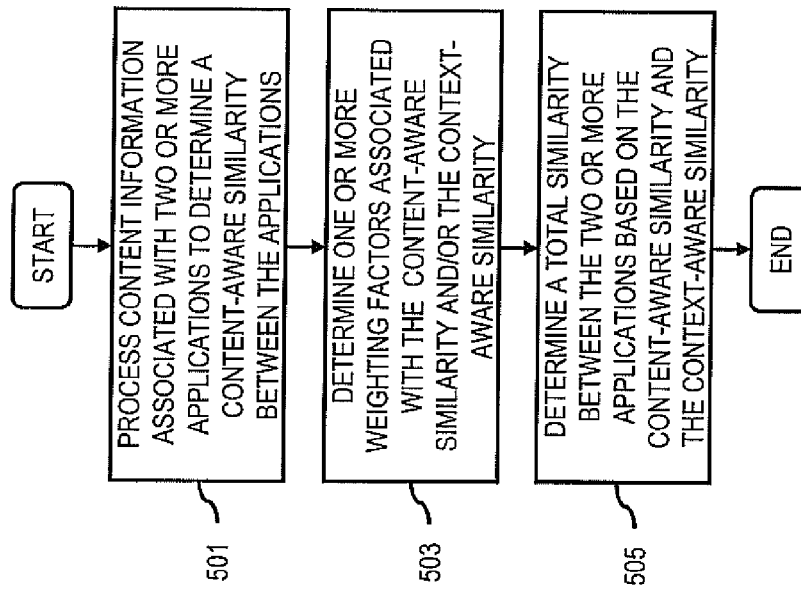 START
PROCESS CONTENT INFORMATION
ASSOCIATED WITH TWO OR MORE
APPLICATIONS TO DETERMINE A
CONTENT-AWARE SIMILARITY
BETWEEN THE APPLICATIONS
501
DETERMINE ONE OR MORE
WEIGHTING FACTORS ASSOCIATED
WITH THE CONTENT-AWARE
SIMILARITY AND/OR THE CONTEXT-
AWARE SIMILARITY
503
DETERMINE A TOTAL SIMILARITY
BETWEEN THE TWO OR MORE
APPLICATIONS BASED ON THE
CONTENT-AWARE SIMILARITY AND
THE CONTEXT-AWARE SIMILARITY
505
END